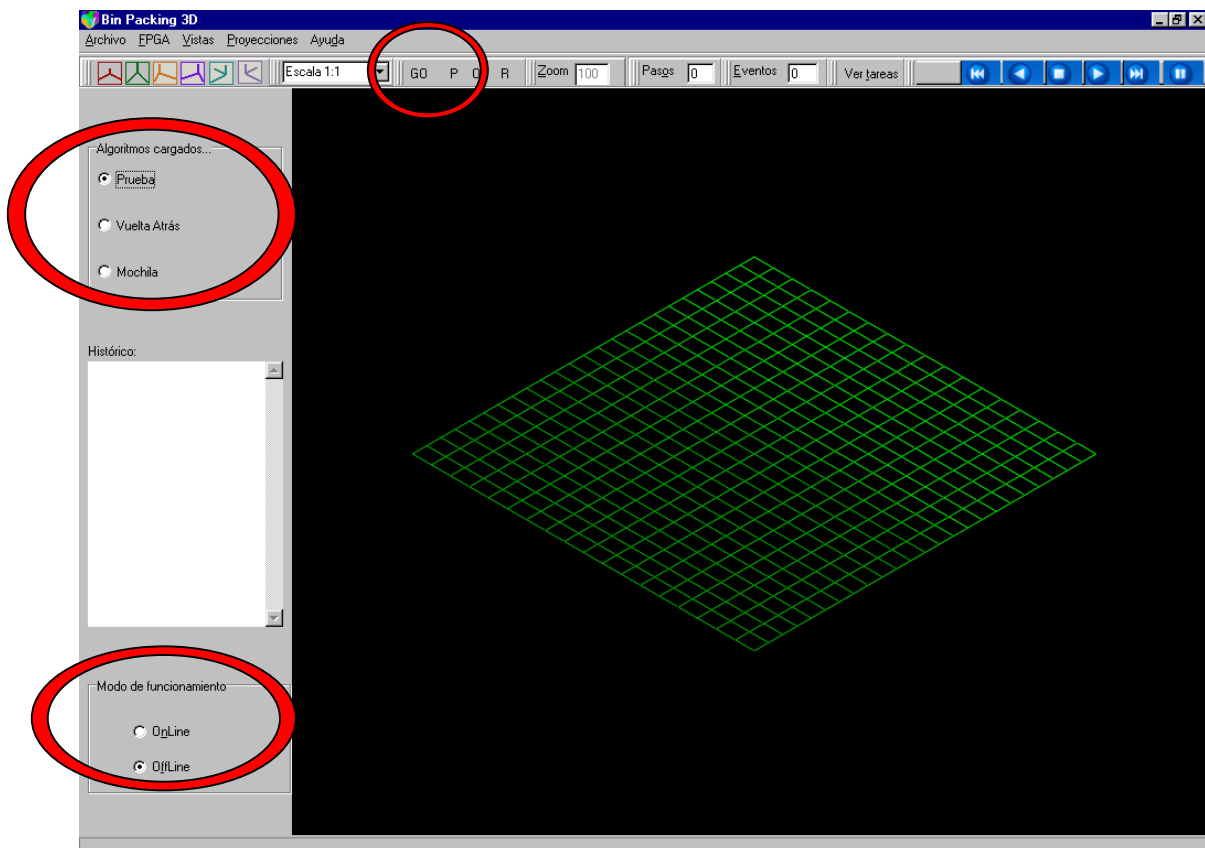 Bin Packing 3D
Archivo FPGA Vistas Proyecciones Ayuda
Escala 1:1 GO P O R Zoom 100 Pasos 0 Eventos 0 Ver tareas
Algoritmos cargados...
Prueba
Vuelta Atrás
Mochila
Histórico:
Modo de funcionamiento
OnLine
OffLine